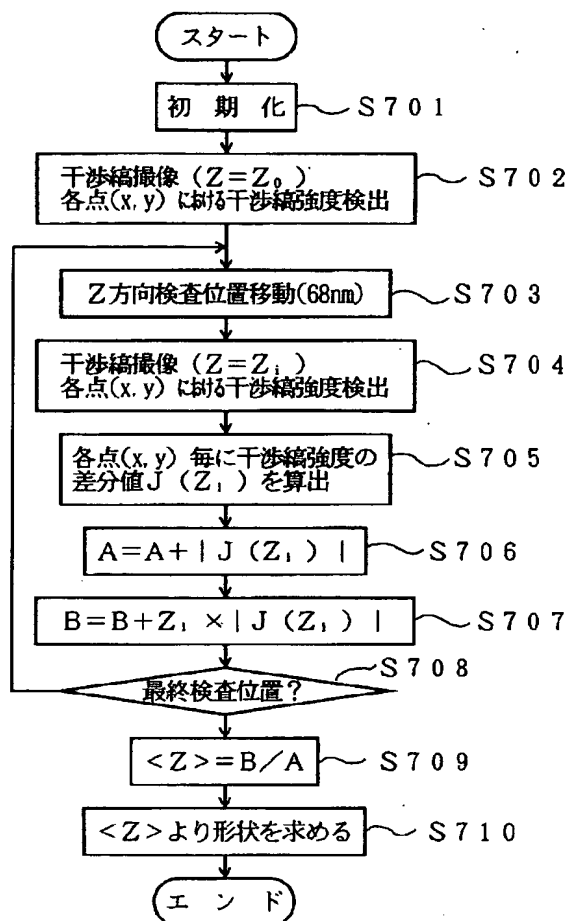 スタート
初 期 化
S701
干渉縞撮像(Z=Z₀)
各点(x,y)における干渉縞強度検出
S702
Z方向検査位置移動(68nm)
S703
干渉縞撮像(Z=Zᵢ)
各点(x,y)における干渉縞強度検出
S704
各点(x,y)毎に干渉縞強度の
差分値J(Zᵢ)を算出
S705
A=A+|J(Zᵢ)|
S706
B=B+Zᵢ×|J(Zᵢ)|
S707
最終検査位置?
S708
<Z>=B/A
S709
<Z>より形状を求める
S710
エ ン ド